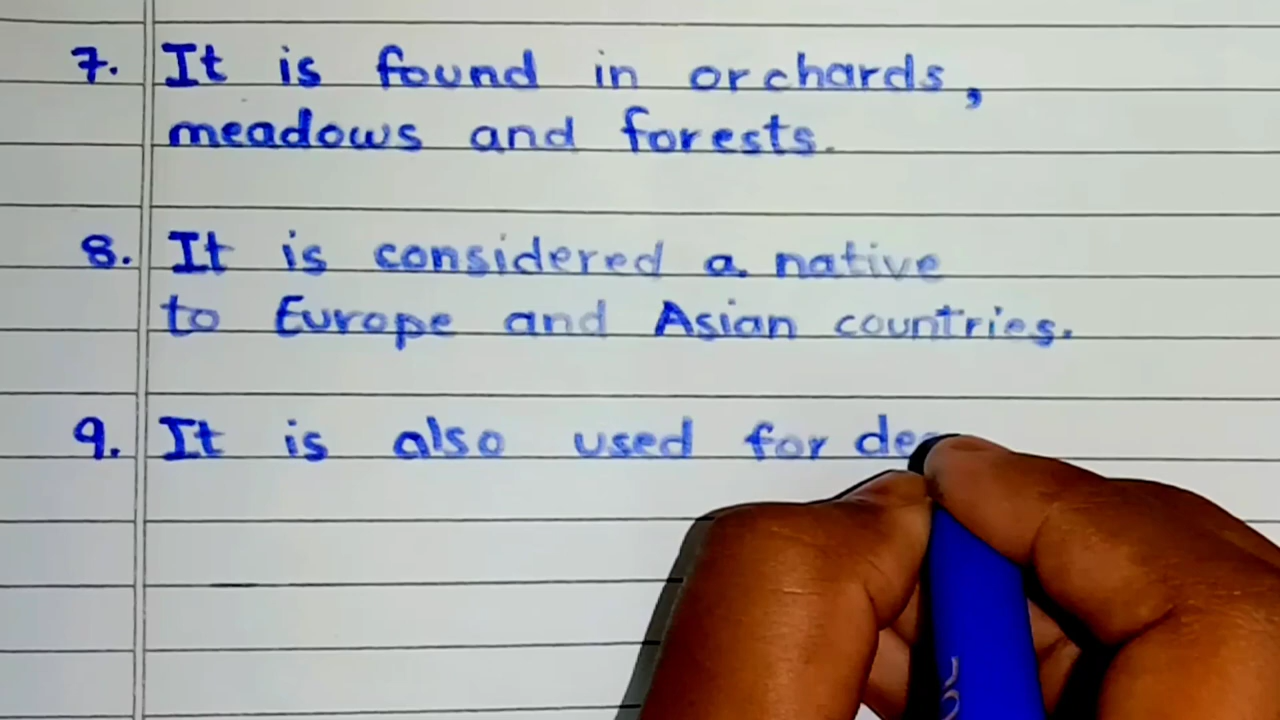 7. It is found in orchards,
meadows and forests.
8. It is considered a native
to Europe and Asian countries.
9. It is also used for